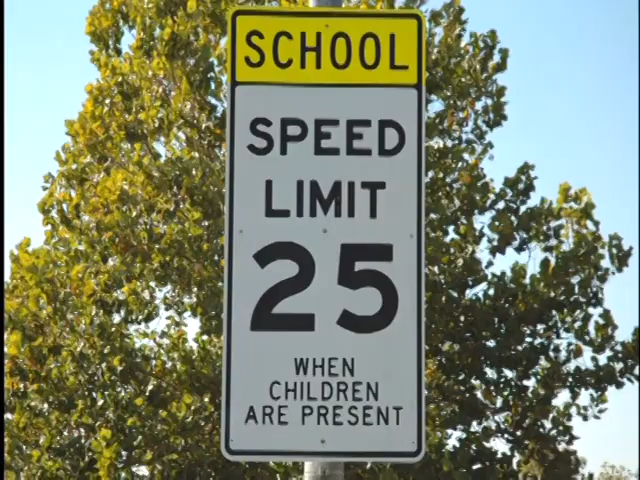 SCHOOL
SPEED
LIMIT
25
WHEN
CHILDREN
ARE PRESENT